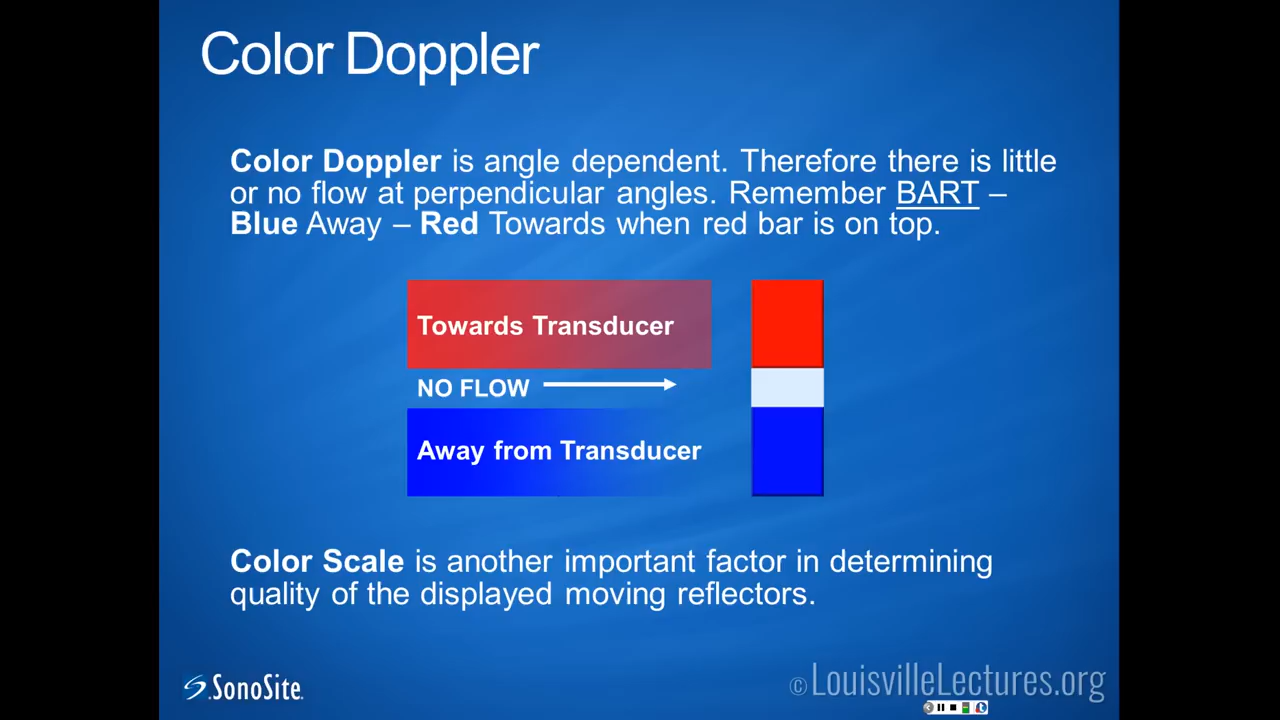 Color Doppler
Color Doppler is angle dependent. Therefore there is little
or no flow at perpendicular angles. Remember BART –
Blue Away – Red Towards when red bar is on top.
Towards Transducer
NO FLOW
Away from Transducer
Color Scale is another important factor in determining
quality of the displayed moving reflectors.
SonoSite
© LouisvilleLectures.org